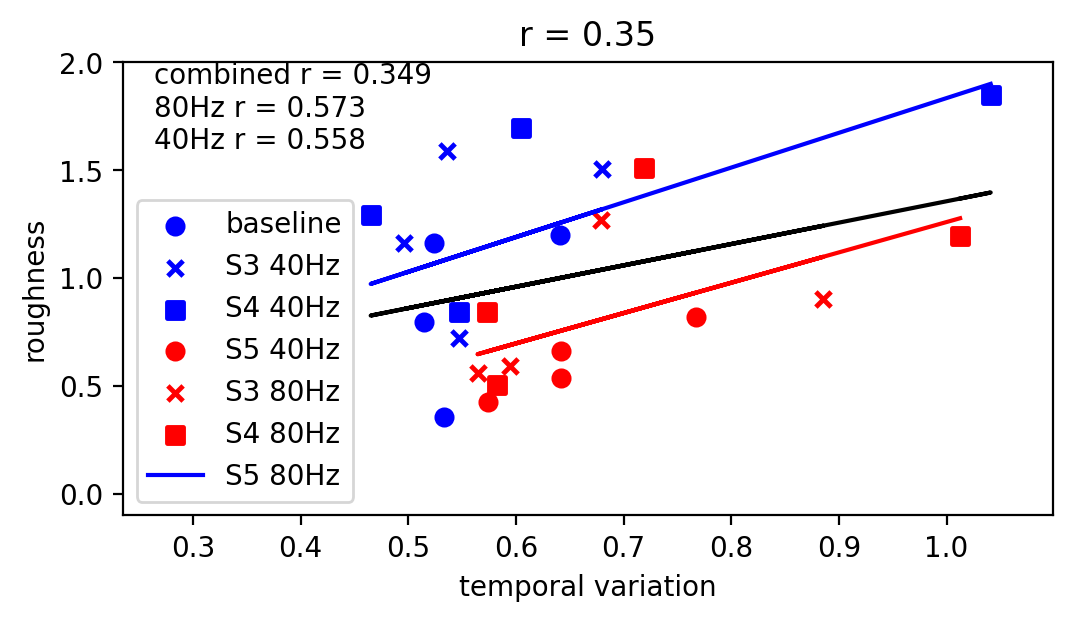 r = 0.35
combined r = 0.349
80Hz r = 0.573
40Hz r = 0.558
2.0
1.5
1.0
0.5
0.0
roughness
baseline
S3 40Hz
S4 40Hz
S5 40Hz
S3 80Hz
S4 80Hz
S5 80Hz
0.3 0.4 0.5 0.6 0.7 0.8 0.9 1.0
temporal variation